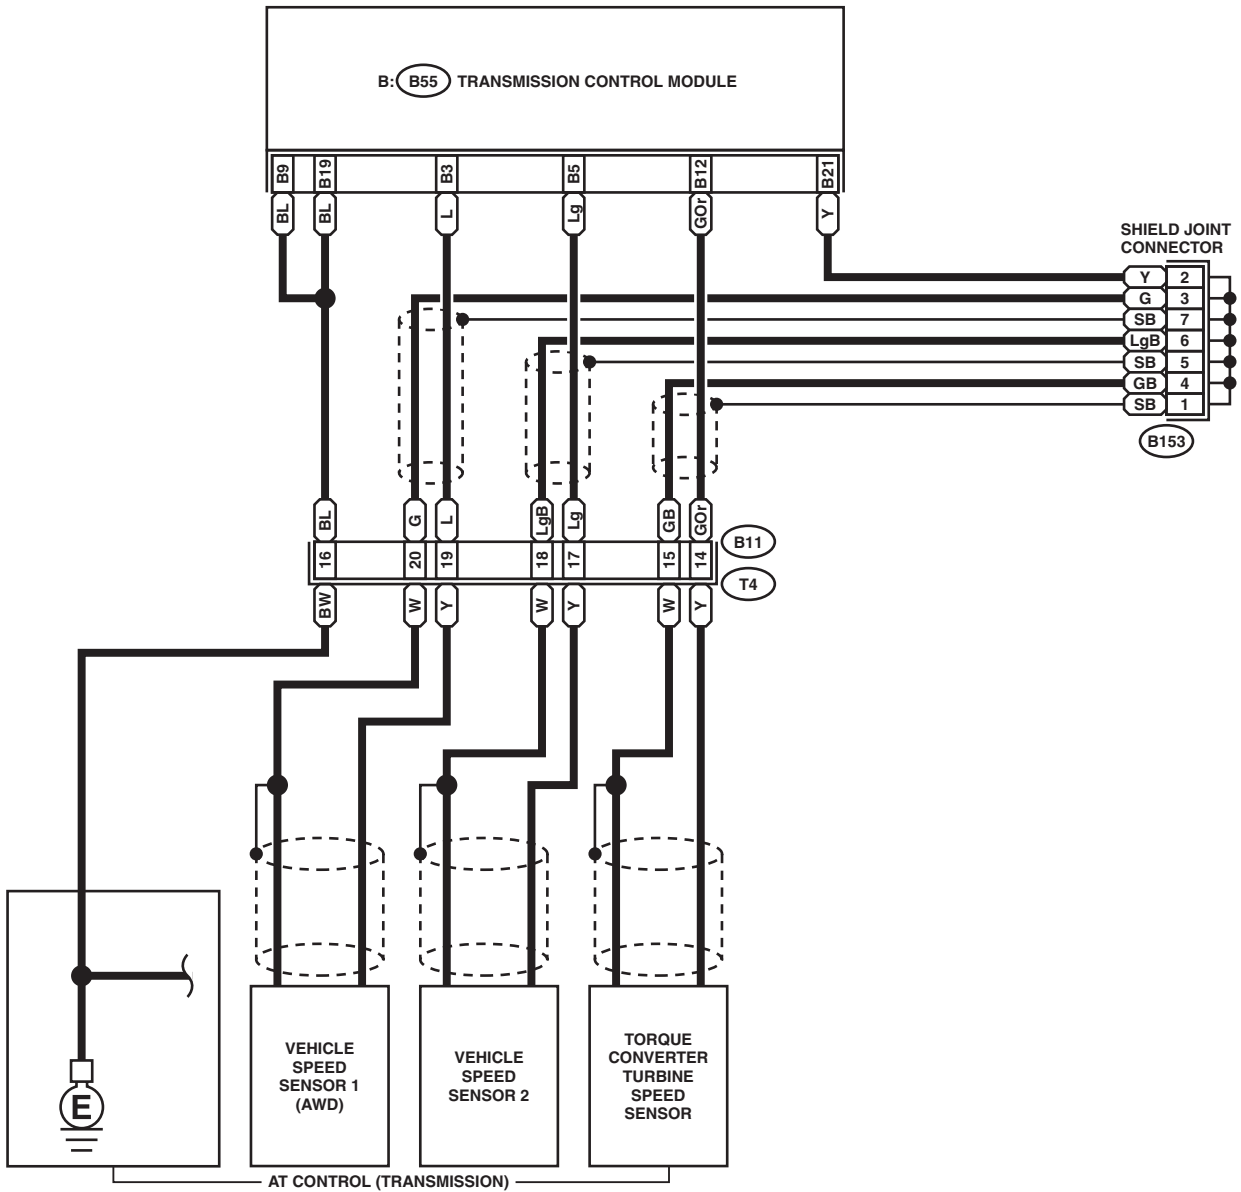 B: B55 TRANSMISSION CONTROL MODULE
B9 B19 B3 B5 B12 B21
BL BL L Lg GOr Y
SHIELD JOINT
CONNECTOR
Y 2
G 3
SB 7
LgB 6
SB 5
GB 4
SB 1
B153
BL G L LgB Lg GB GOr
B11
16 20 19 18 17 15 14
T4
BW W Y W Y W Y
VEHICLE
SPEED
SENSOR 1
(AWD)
VEHICLE
SPEED
SENSOR 2
TORQUE
CONVERTER
TURBINE
SPEED
SENSOR
E
AT CONTROL (TRANSMISSION)